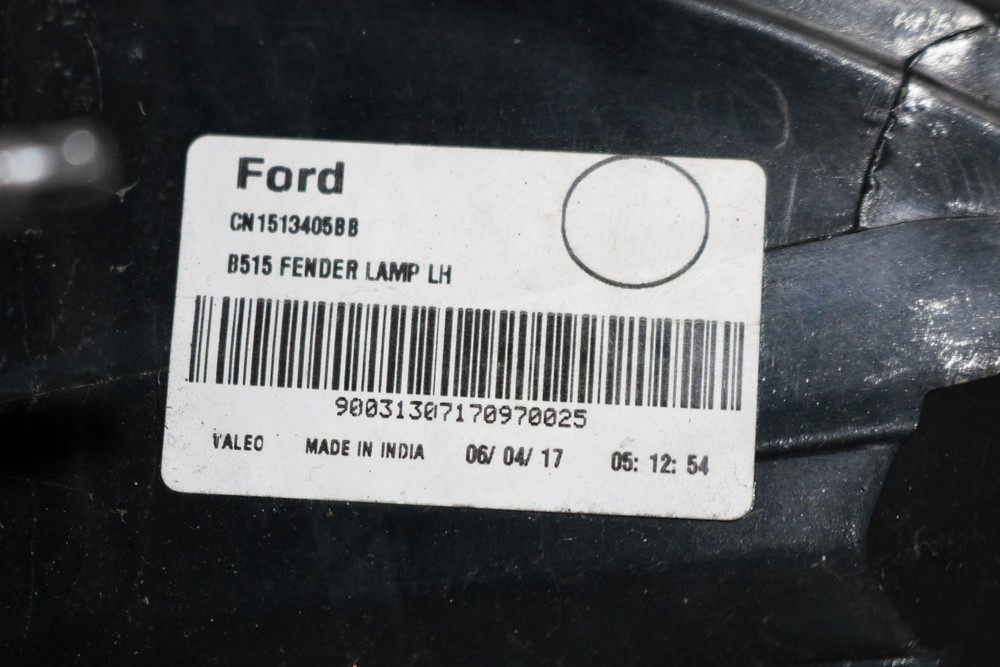 Ford
CN1513405BB
B515 FENDER LAMP LH
90031307170970025
VALEO MADE IN INDIA 06/ 04/ 17 05: 12: 54